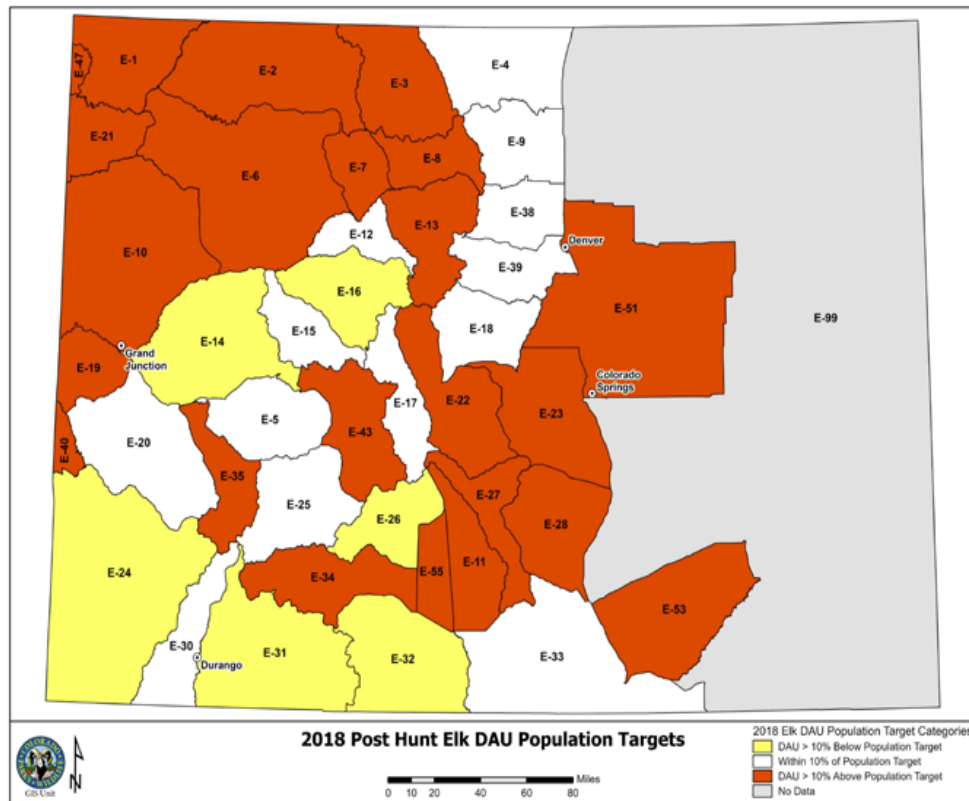 E-47
E-1
E-2
E-3
E-4
E-21
E-6
E-7
E-8
E-9
E-10
E-12
E-13
E-38
Denver
E-39
E-16
E-51
E-99
E-14
E-15
E-18
Grand
Junction
E-19
Colorado
Springs
E-22
E-23
E-17
E-5
E-43
E-20
E-40
E-35
E-25
E-27
E-28
E-26
E-24
E-34
E-55
E-11
E-53
E-30
Durango
E-31
E-32
E-33
COLORADO
PARKS & WILDLIFE
GIS Unit
N
2018 Post Hunt Elk DAU Population Targets
Miles
0 10 20 40 60 80
2018 Elk DAU Population Target Categories
DAU > 10% Below Population Target
Within 10% of Population Target
DAU > 10% Above Population Target
No Data